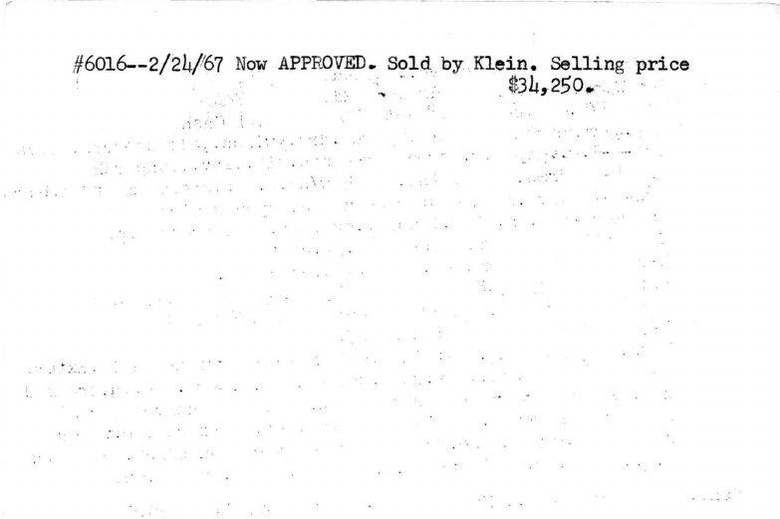 #6016--2/24/67 Now APPROVED. Sold by Klein. Selling price
$34,250.